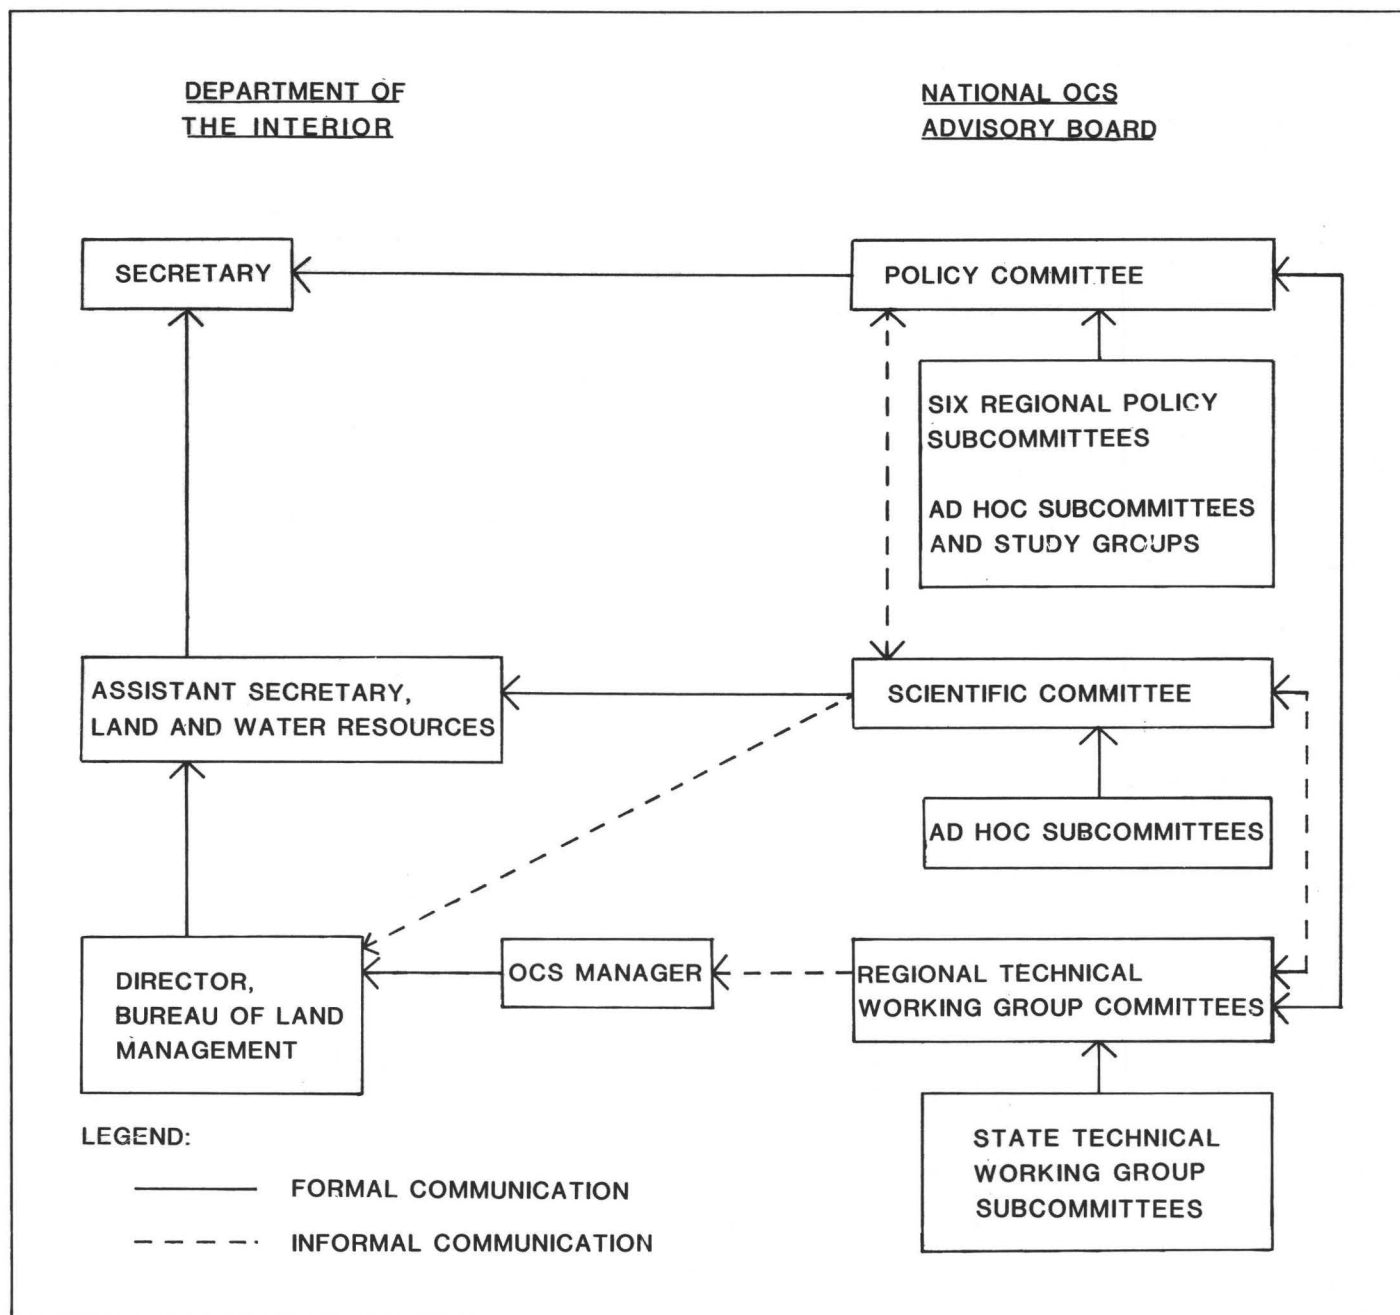 DEPARTMENT OF
THE INTERIOR
NATIONAL OCS
ADVISORY BOARD
SECRETARY
POLICY COMMITTEE
SIX REGIONAL POLICY
SUBCOMMITTEES
AD HOC SUBCOMMITTEES
AND STUDY GROUPS
ASSISTANT SECRETARY,
LAND AND WATER RESOURCES
SCIENTIFIC COMMITTEE
AD HOC SUBCOMMITTEES
DIRECTOR,
BUREAU OF LAND
MANAGEMENT
OCS MANAGER
REGIONAL TECHNICAL
WORKING GROUP COMMITTEES
STATE TECHNICAL
WORKING GROUP
SUBCOMMITTEES
LEGEND:
FORMAL COMMUNICATION
INFORMAL COMMUNICATION